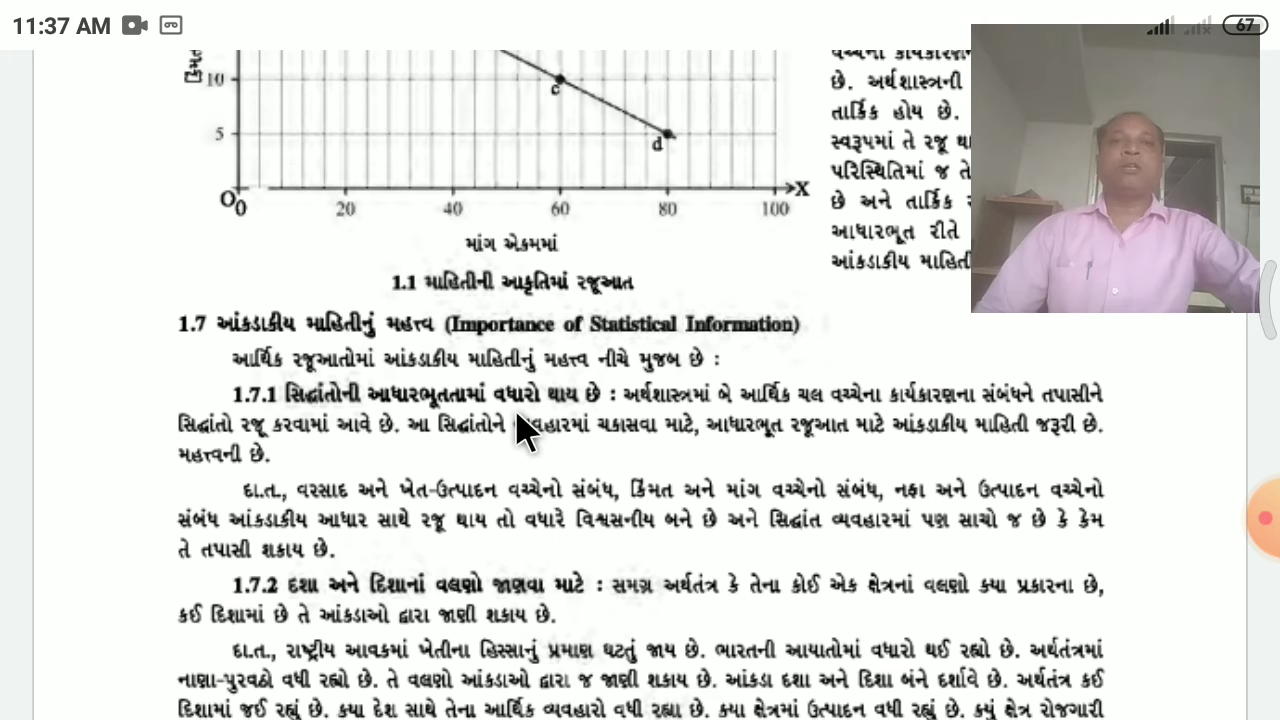 11:37 AM
67
10
c
5
d
O
0
20
40
60
80
100
X
માંગ એકમમાં
1.1 માહિતીની આકૃતિમાં રજૂઆત
વચ્ચેના
છે. અર્થશાસ્ત્રની
તાર્કિક હોય છે.
સ્વરૂપમાં તે રજૂ
પરિસ્થિતિમાં જ
છે અને તાર્કિક
આધારભૂત રીતે
આંકડાકીય
1.7 આંકડાકીય માહિતીનું મહત્ત્વ (Importance of Statistical Information)
આર્થિક રજૂઆતોમાં આંકડાકીય માહિતીનું મહત્ત્વ નીચે મુજબ છે :
1.7.1 સિદ્ધાંતોની આધારભૂતતામાં વધારો થાય છે : અર્થશાસ્ત્રમાં બે આર્થિક ચલ વચ્ચેના કાર્યકારણના સંબંધને તપાસીને
સિદ્ધાંતો રજૂ કરવામાં આવે છે. આ સિદ્ધાંતોને વ્યવહારમાં ચકાસવા માટે, આધારભૂત રજૂઆત માટે આંકડાકીય માહિતી જરૂરી છે.
મહત્ત્વની છે.
દા.ત., વરસાદ અને ખેત-ઉત્પાદન વચ્ચેનો સંબંધ, કિંમત અને માંગ વચ્ચેનો સંબંધ, નફા અને ઉત્પાદન વચ્ચેનો
સંબંધ આંકડાકીય આધાર સાથે રજૂ થાય તો વધારે વિશ્વસનીય બને છે અને સિદ્ધાંત વ્યવહારમાં પણ સાચો જ છે કે કેમ
તે તપાસી શકાય છે.
1.7.2 દશા અને દિશાનાં વલણો જાણવા માટે : સમગ્ર અર્થતંત્ર કે તેના કોઈ એક ક્ષેત્રનાં વલણો ક્યા પ્રકારના છે,
કઈ દિશામાં છે તે આંકડાઓ દ્વારા જાણી શકાય છે.
દા.ત., રાષ્ટ્રીય આવકમાં ખેતીના હિસ્સાનું પ્રમાણ ઘટતું જાય છે. ભારતની આયાતોમાં વધારો થઈ રહ્યો છે. અર્થતંત્રમાં
નાણા-પુરવઠો વધી રહ્યો છે. તે વલણો આંકડાઓ દ્વારા જ જાણી શકાય છે. આંકડા દશા અને દિશા બંને દર્શાવે છે. અર્થતંત્ર કઈ
દિશામાં જઈ રહ્યું છે. ક્યા દેશ સાથે તેના આર્થિક વ્યવહારો વધી રહ્યા છે. ક્યા ક્ષેત્રમાં ઉત્પાદન વધી રહ્યું છે. ક્યું ક્ષેત્ર રોજગારી